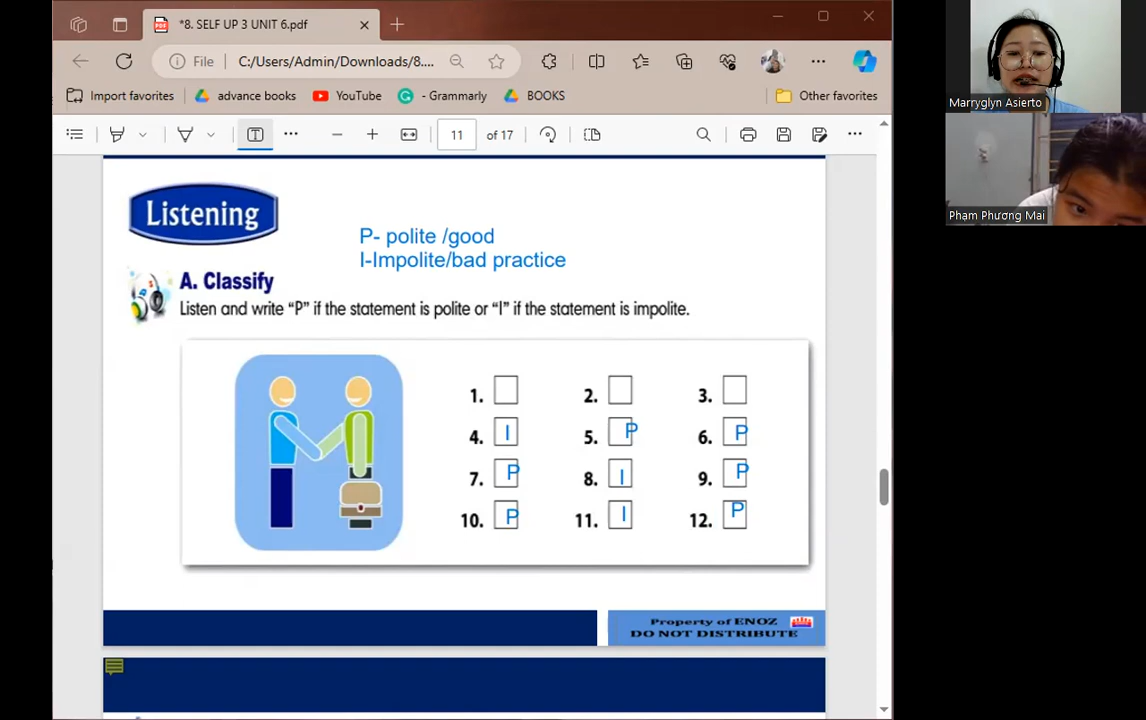 *8. SELF UP 3 UNIT 6.pdf
File C:/Users/Admin/Downloads/8....
Import favorites advance books YouTube - Grammarly BOOKS Other favorites
11 of 17
Marryglyn Asierto
Phạm Phương Mai
Listening
P- polite /good
I-Impolite/bad practice
A. Classify
Listen and write “P” if the statement is polite or “I” if the statement is impolite.
1. 2. 3.
4. I 5. P 6. P
7. P 8. I 9. P
10. P 11. I 12. P
Property of ENOZ
DO NOT DISTRIBUTE